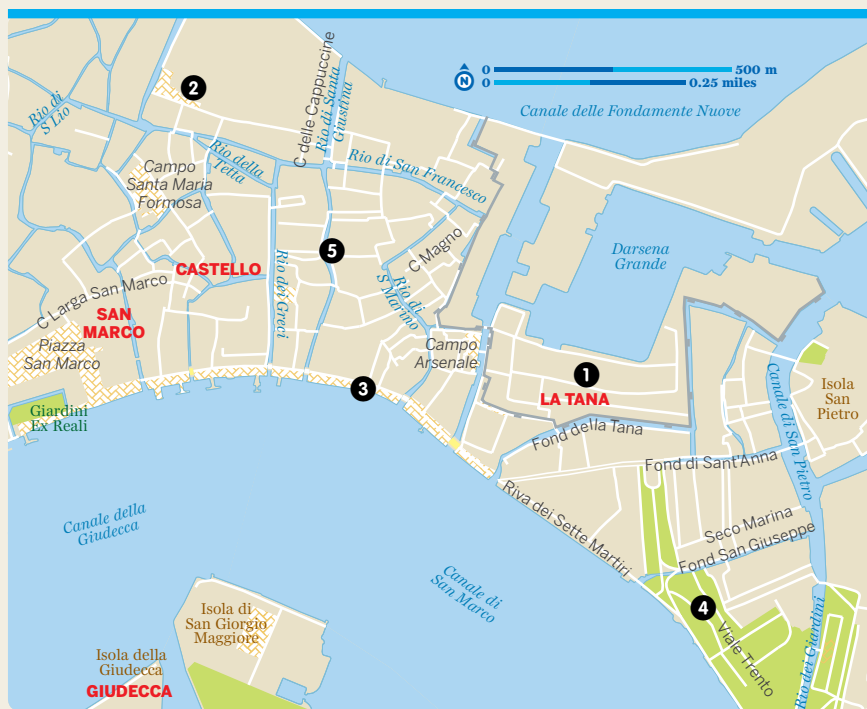 0
500 m
N
0
0.25 miles
Canale delle Fondamente Nuove
2
C delle Cappuccine
Rio di Santa
Giustina
Rio di
S Lio
Rio della
Tetta
Rio di San Francesco
Campo
Santa Maria
Formosa
Darsena
Grande
5
C Magno
CASTELLO
Rio dei Greci
Rio di
S Marino
C Larga San Marco
SAN
MARCO
Piazza
San Marco
Campo
Arsenale
3
1
LA TANA
Canale di San Pietro
Isola
San
Pietro
Giardini
Ex Reali
Fond della Tana
Fond di Sant'Anna
Riva dei Sette Martiri
Canale della
Giudecca
Seco Marina
Fond San Giuseppe
Canale di
San Marco
Isola di
San Giorgio
Maggiore
4
Viale Trento
Rio dei Giardini
Isola della
Giudecca
GIUDECCA